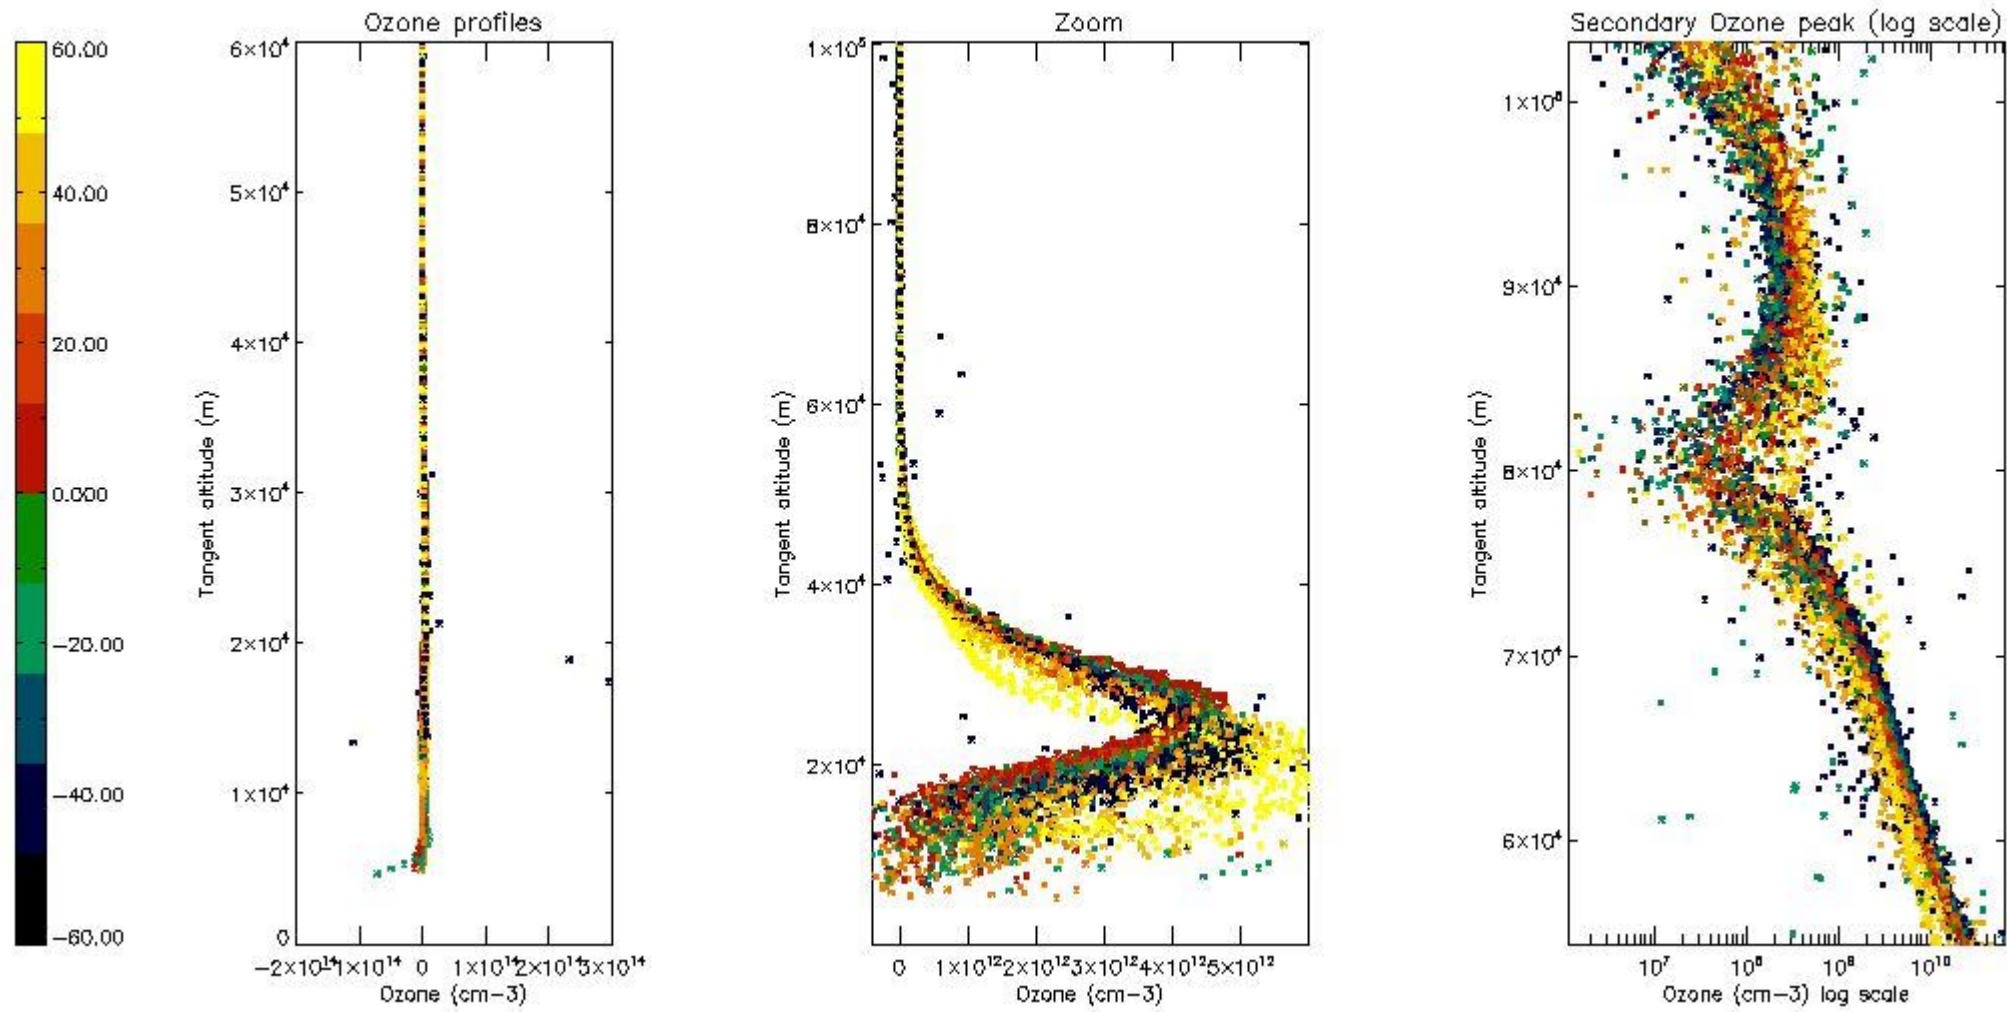 Ozone profiles
Zoom
Secondary Ozone peak (log scale)
60.00
40.00
20.00
0.000
−20.00
−40.00
−60.00
6×10⁴
5×10⁴
4×10⁴
3×10⁴
2×10⁴
1×10⁴
0
Tangent altitude (m)
−2×10¹⁴ −1×10¹⁴ 0 1×10¹⁴ 2×10¹⁴ 3×10¹⁴
Ozone (cm−3)
1×10⁵
8×10⁴
6×10⁴
4×10⁴
2×10⁴
Tangent altitude (m)
0 1×10¹² 2×10¹² 3×10¹² 4×10¹² 5×10¹²
Ozone (cm−3)
1×10⁵
9×10⁴
8×10⁴
7×10⁴
6×10⁴
Tangent altitude (m)
10⁷ 10⁸ 10⁹ 10¹⁰
Ozone (cm−3) log scale